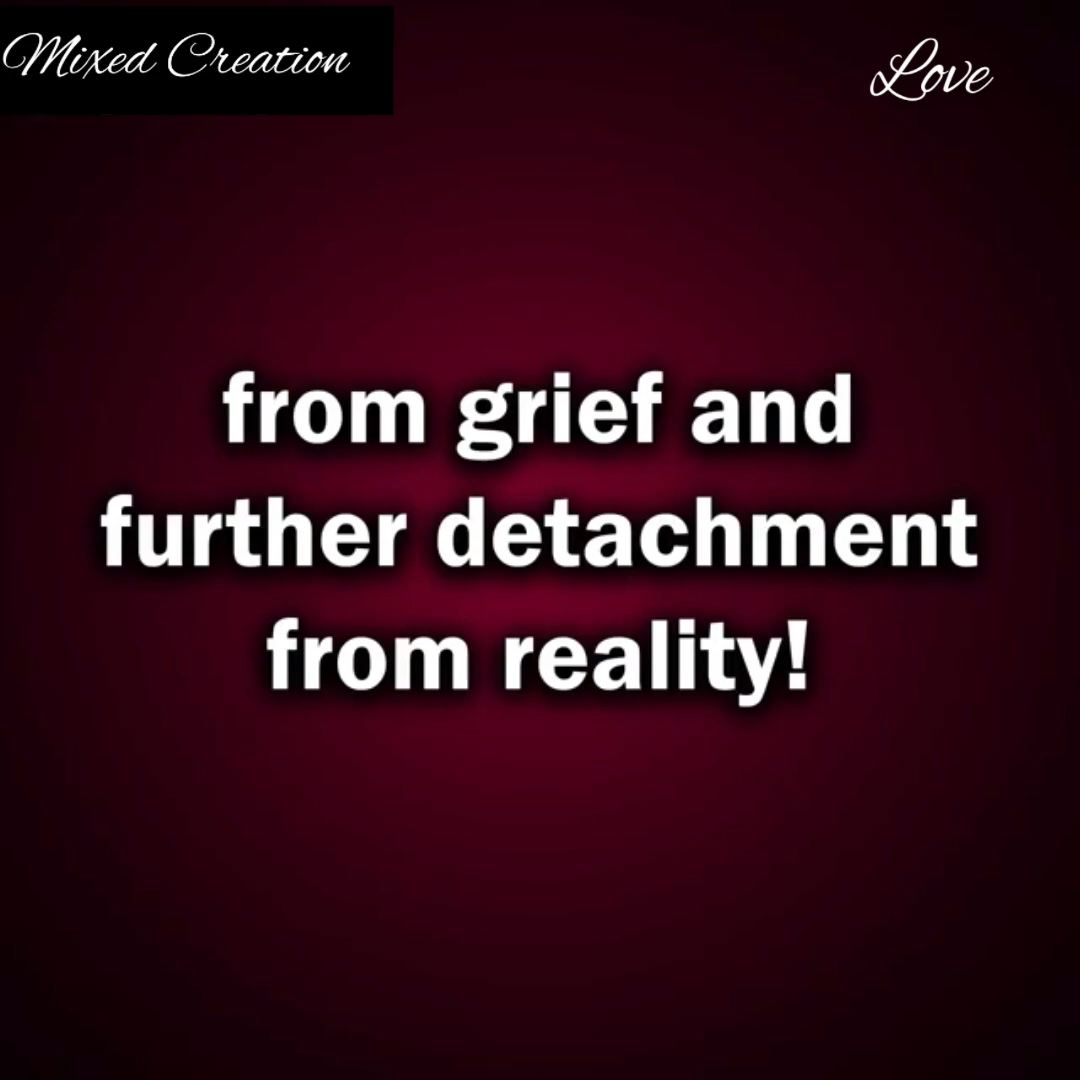 Mixed Creation
Love
from grief and
further detachment
from reality!